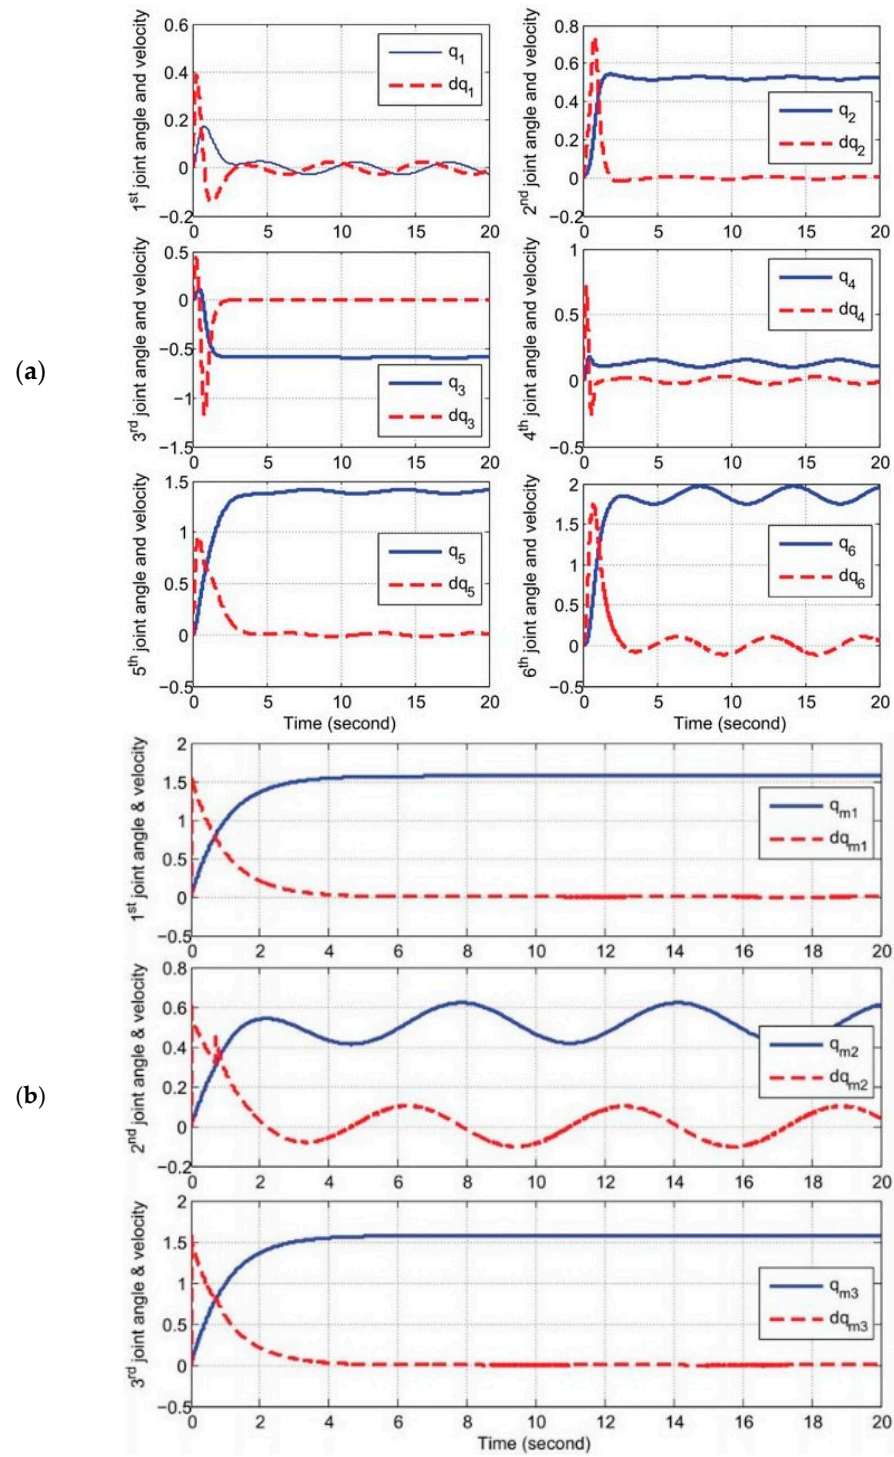 (a)
1st joint angle and velocity
0.6
0.4
0.2
0
−0.2
0 5 10 15 20
q1
dq1
2nd joint angle and velocity
0.8
0.6
0.4
0.2
0
−0.2
0 5 10 15 20
q2
dq2
3rd joint angle and velocity
0.5
0
−0.5
−1
−1.5
0 5 10 15 20
q3
dq3
4th joint angle and velocity
1
0.5
0
−0.5
0 5 10 15 20
q4
dq4
5th joint angle and velocity
1.5
1
0.5
0
−0.5
0 5 10 15 20
q5
dq5
Time (second)
6th joint angle and velocity
2
1.5
1
0.5
0
−0.5
0 5 10 15 20
q6
dq6
Time (second)
(b)
1st joint angle & velocity
2
1.5
1
0.5
0
−0.5
0 2 4 6 8 10 12 14 16 18 20
qm1
dqm1
2nd joint angle & velocity
0.8
0.6
0.4
0.2
0
−0.2
0 2 4 6 8 10 12 14 16 18 20
qm2
dqm2
3rd joint angle & velocity
2
1.5
1
0.5
0
−0.5
0 2 4 6 8 10 12 14 16 18 20
qm3
dqm3
Time (second)